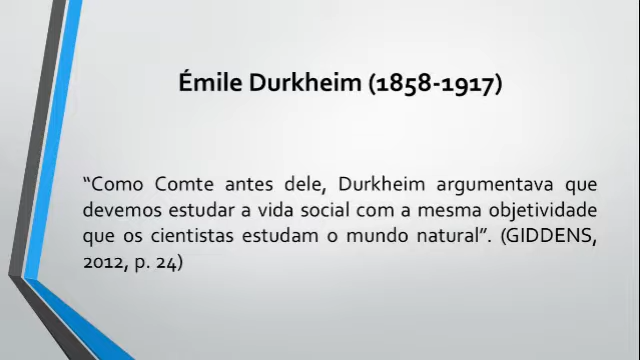 Émile Durkheim (1858-1917)
“Como Comte antes dele, Durkheim argumentava que
devemos estudar a vida social com a mesma objetividade
que os cientistas estudam o mundo natural”. (GIDDENS,
2012, p. 24)